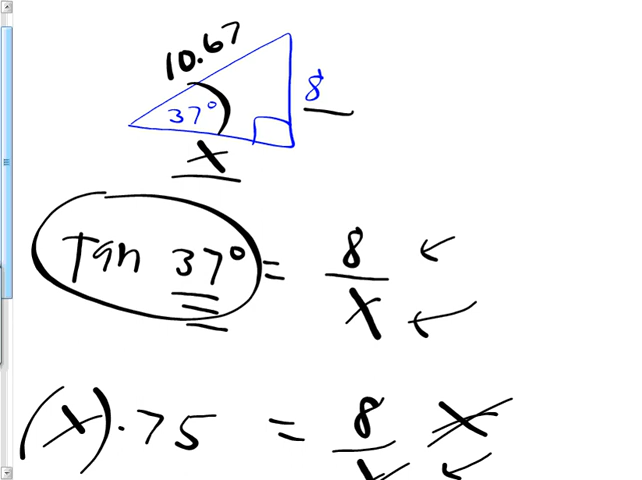 10.67
37° 8
x
Tan 37° = 8/x
(x).75 = 8/x x